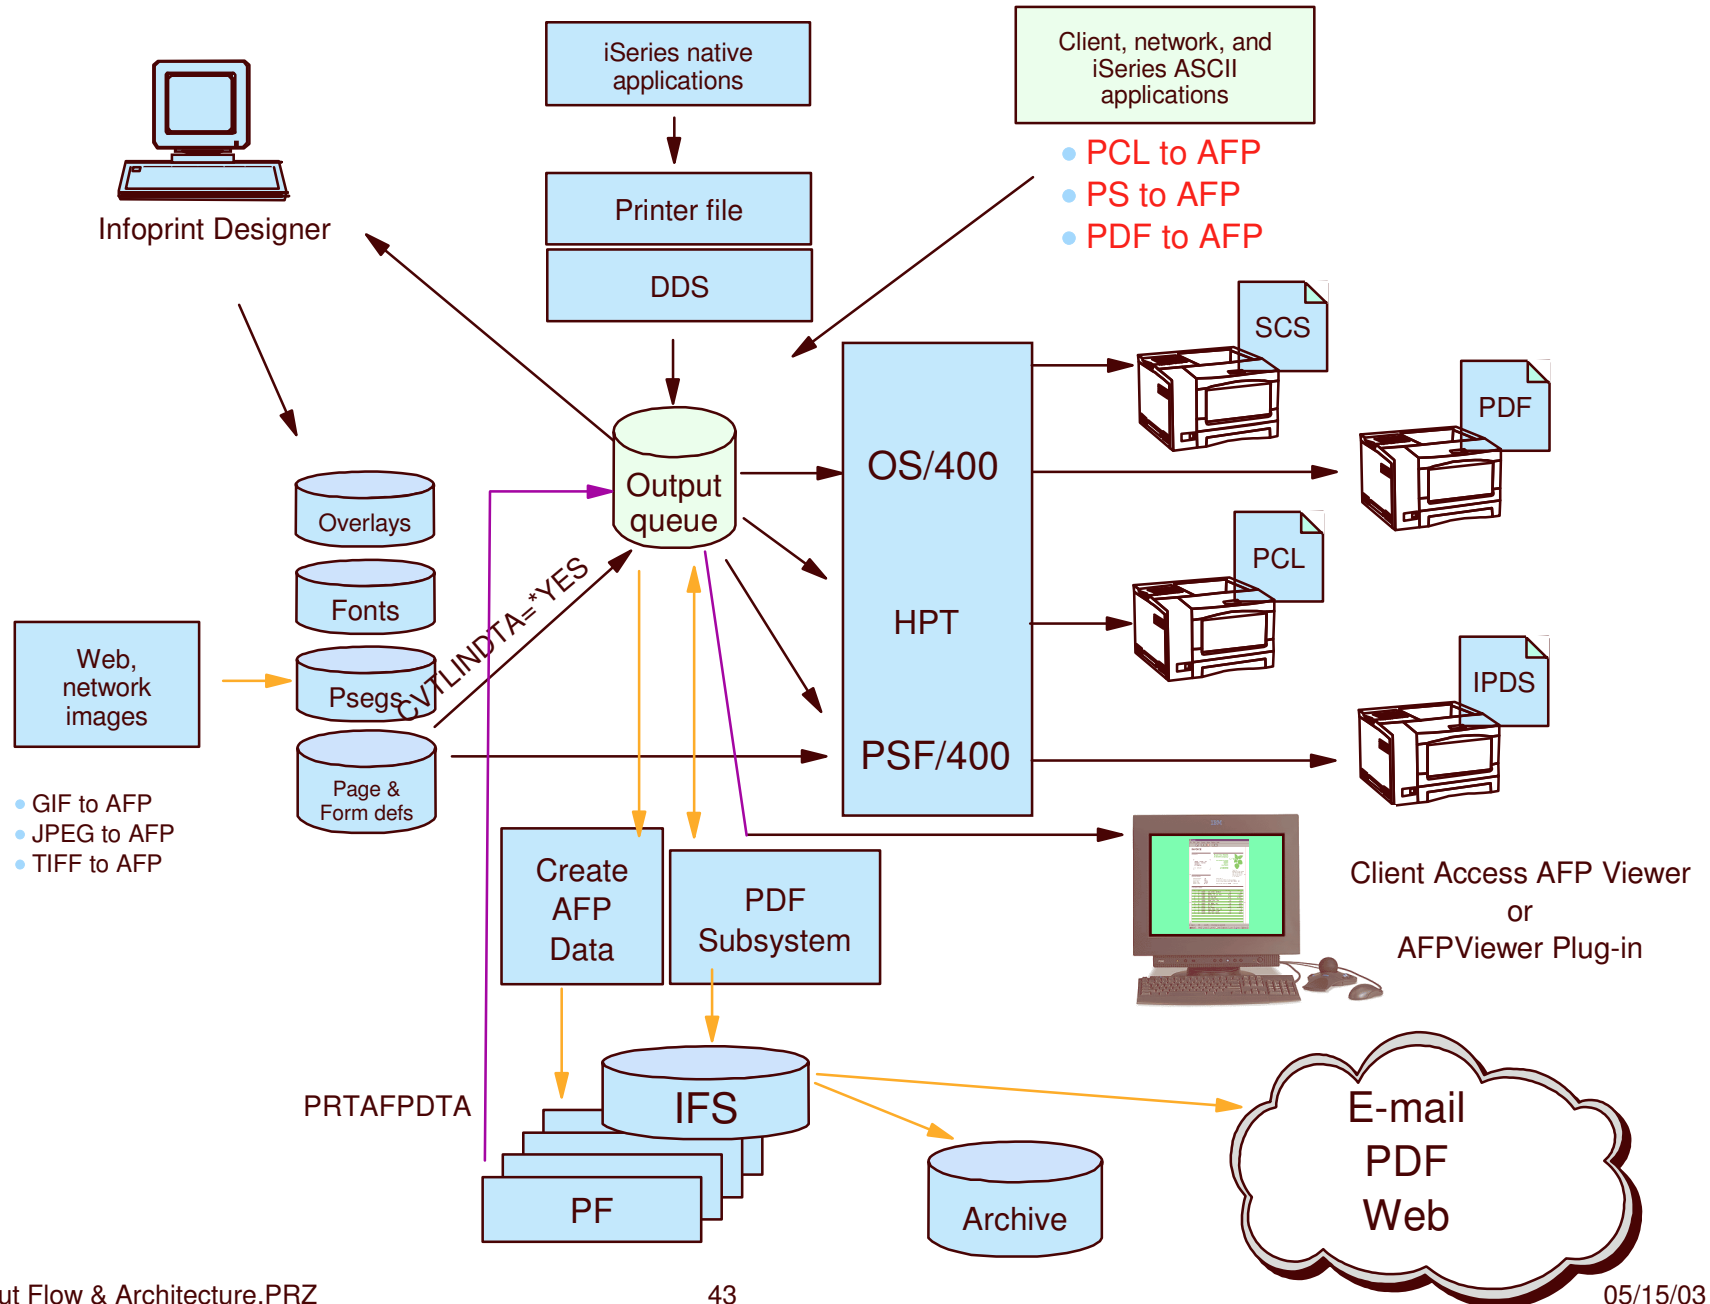 iSeries native
applications
Client, network, and
iSeries ASCII
applications
PCL to AFP
PS to AFP
PDF to AFP
Infoprint Designer
Printer file
DDS
SCS
PDF
OS/400
Output
queue
Overlays
PCL
Fonts
CVTLINDTA=*YES
HPT
Web,
network
images
Psegs
IPDS
PSF/400
Page &
Form defs
GIF to AFP
JPEG to AFP
TIFF to AFP
Create
AFP
Data
PDF
Subsystem
Client Access AFP Viewer
or
AFPViewer Plug-in
PRTAFPDTA
IFS
PF
Archive
E-mail
PDF
Web
ut Flow & Architecture.PRZ
43
05/15/03